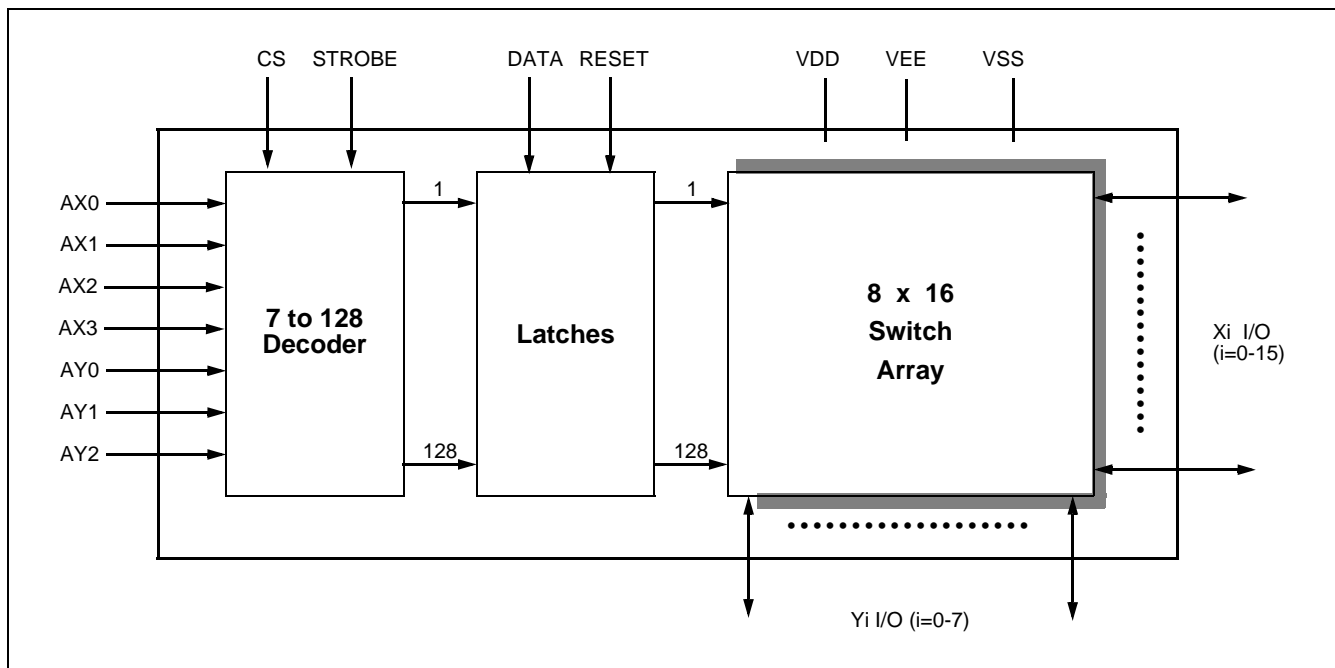 CS STROBE DATA RESET VDD VEE VSS
AX0
AX1
AX2
AX3
AY0
AY1
AY2
7 to 128
Decoder
1
128
Latches
1
128
8 x 16
Switch
Array
Xi I/O
(i=0-15)
Yi I/O (i=0-7)